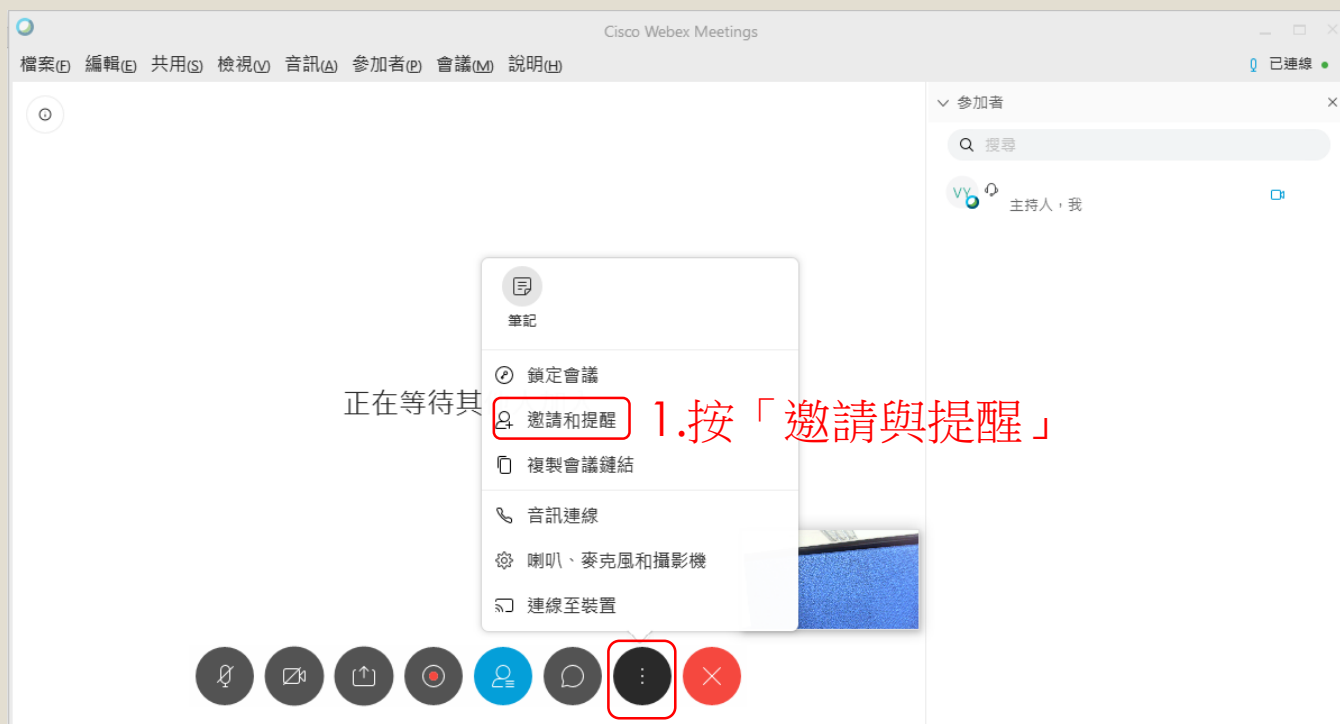 Cisco Webex Meetings
檔案(F) 編輯(E) 共用(S) 檢視(V) 音訊(A) 參加者(P) 會議(M) 說明(H)
已連線
參加者
搜尋
VY
主持人，我
筆記
鎖定會議
正在等待其
邀請和提醒
1.按「邀請與提醒」
複製會議鏈結
音訊連線
喇叭、麥克風和攝影機
連線至裝置